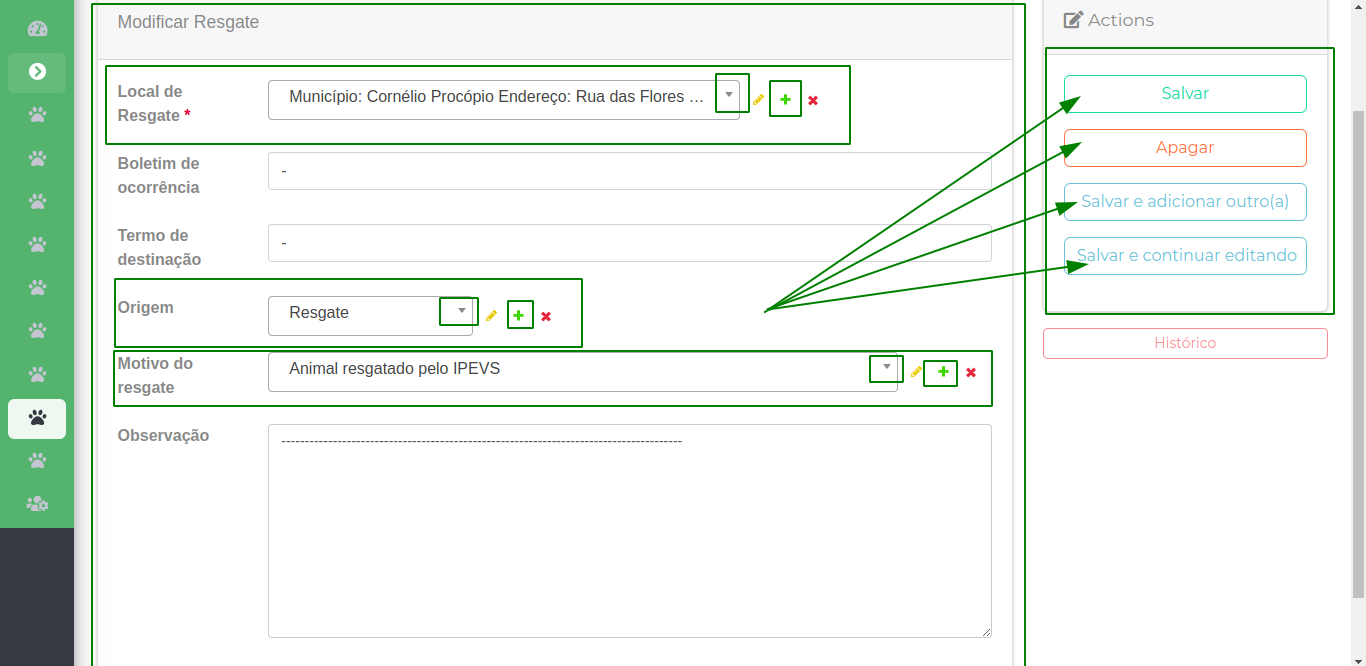 Modificar Resgate
Local de
Resgate *
Município: Cornélio Procópio Endereço: Rua das Flores ...
Boletim de
ocorrência
-
Termo de
destinação
-
Origem
Resgate
Motivo do
resgate
Animal resgatado pelo IPEVS
Observação
--------------------------------------------------------------------------------------
Actions
Salvar
Apagar
Salvar e adicionar outro(a)
Salvar e continuar editando
Histórico